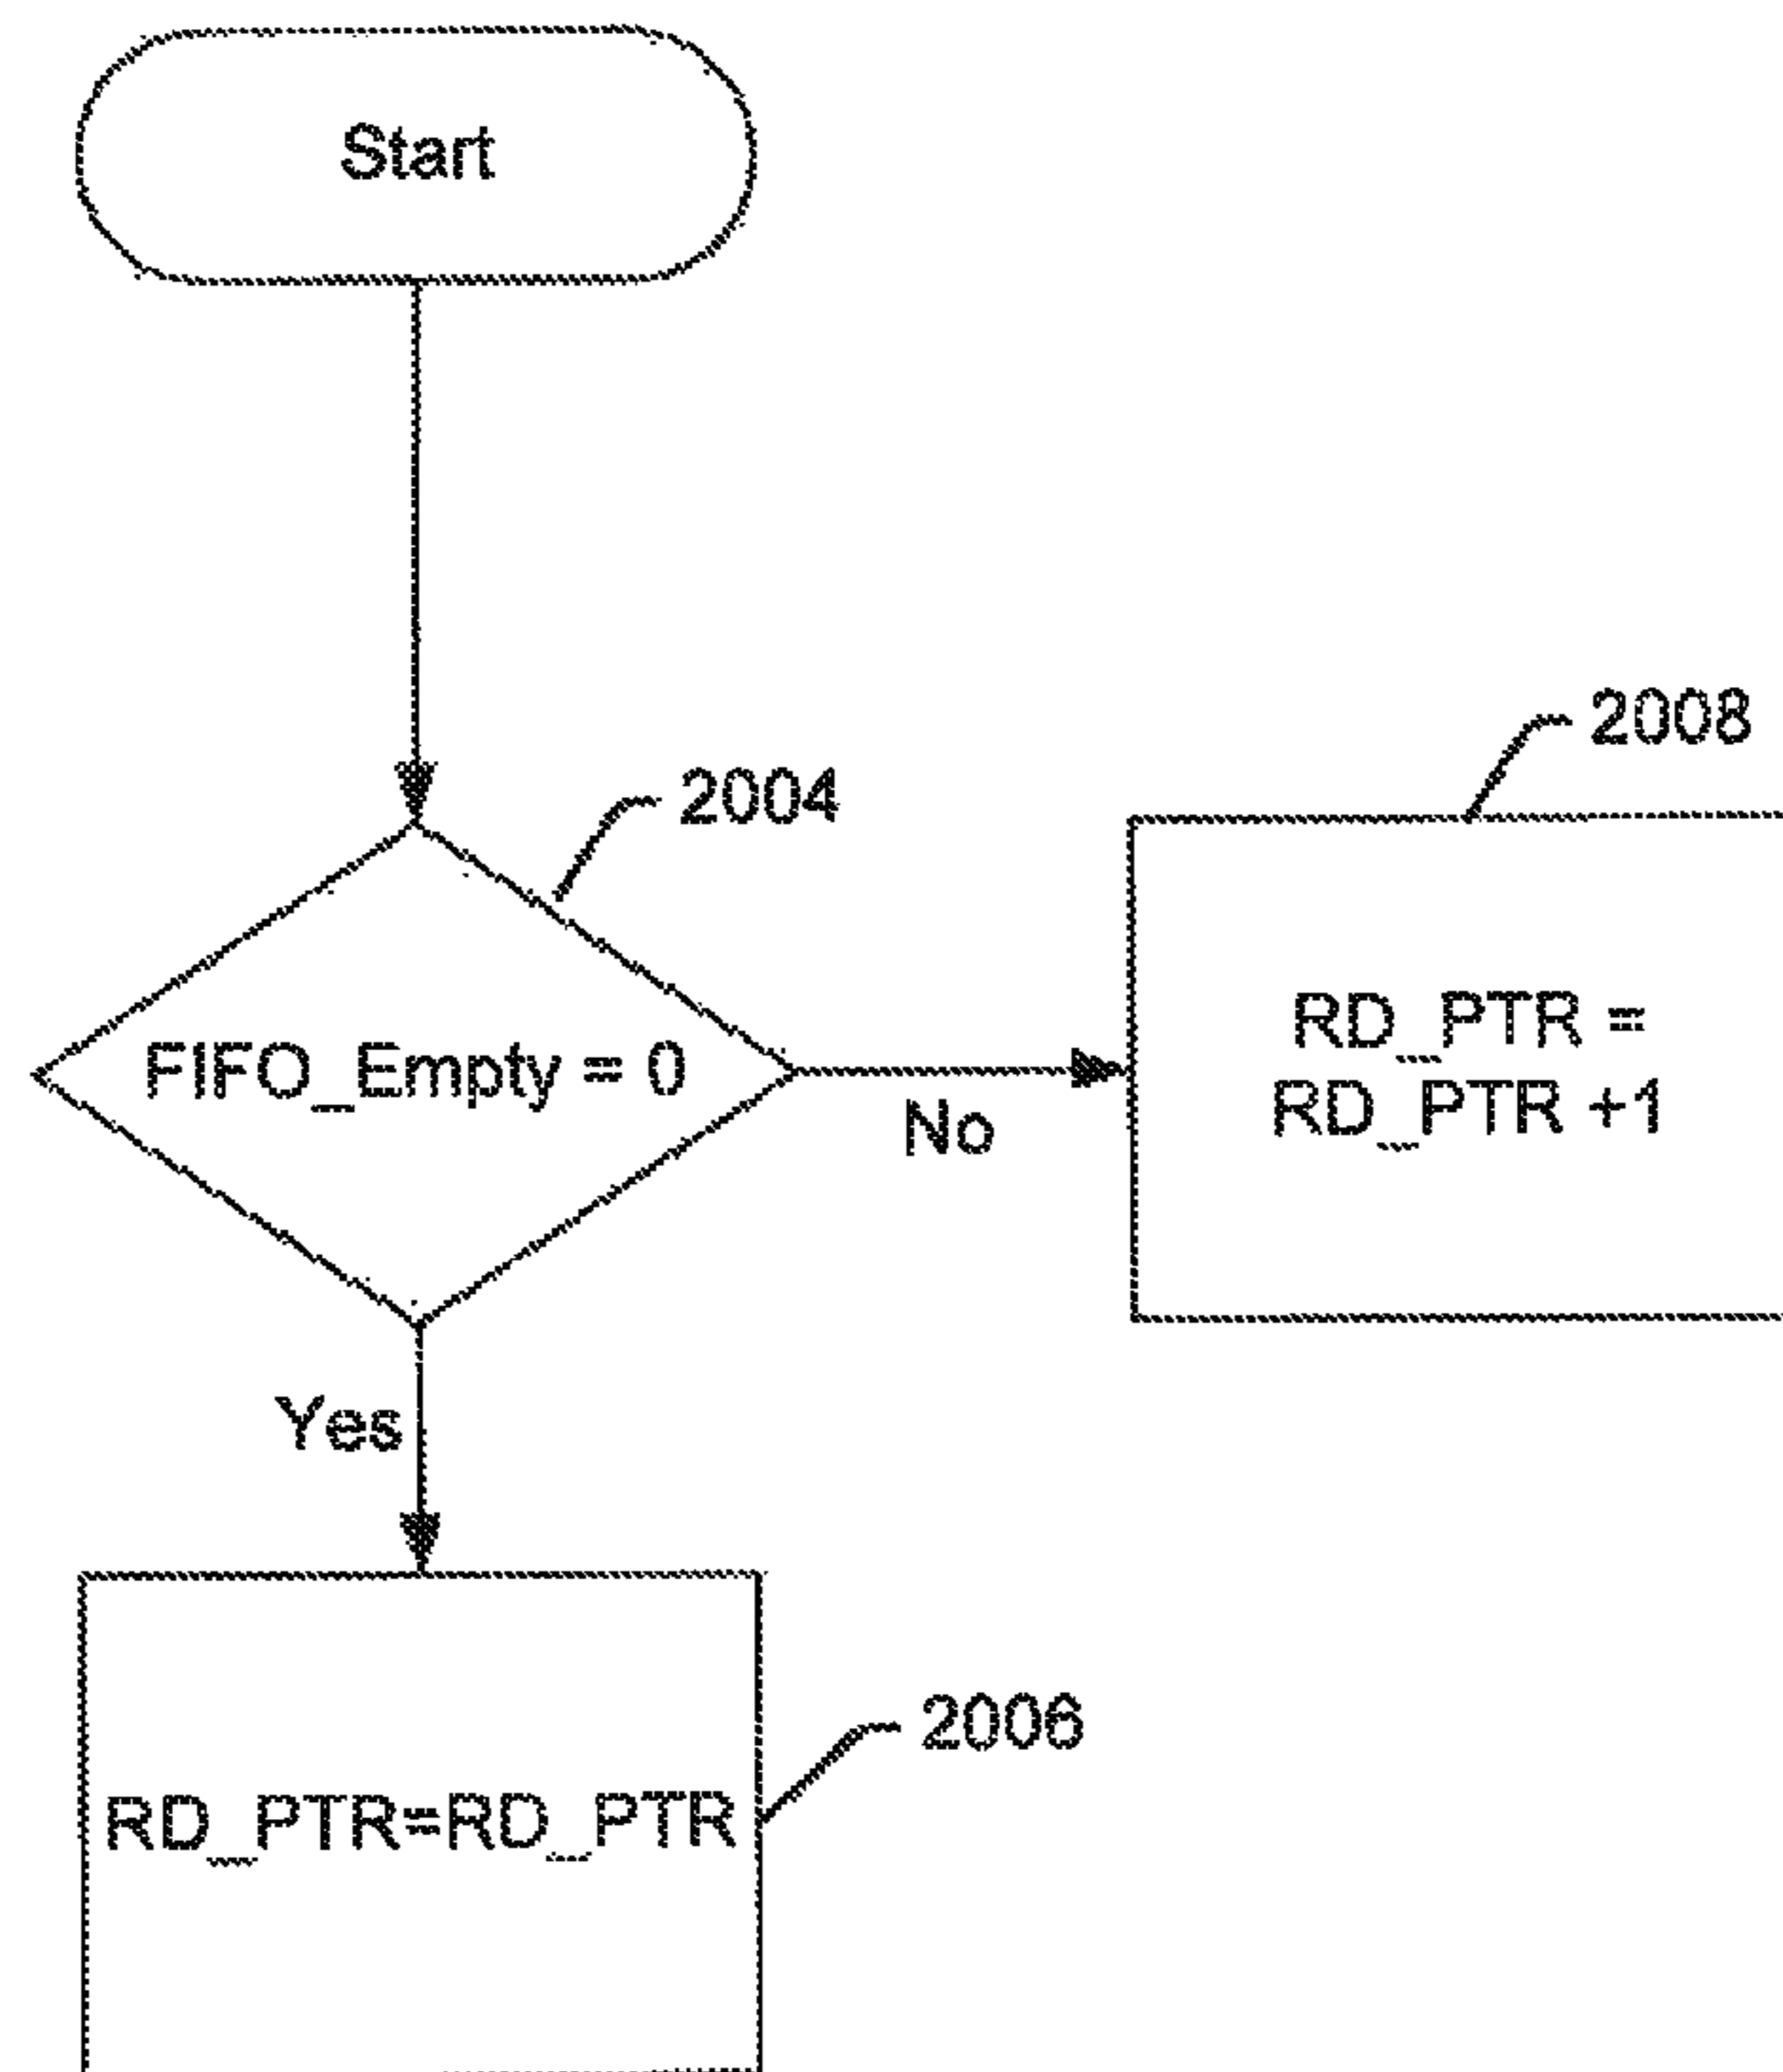 Start
2004
2008
FIFO_Empty = 0
RD_PTR =
RD_PTR +1
No
Yes
2006
RD_PTR=RD_PTR